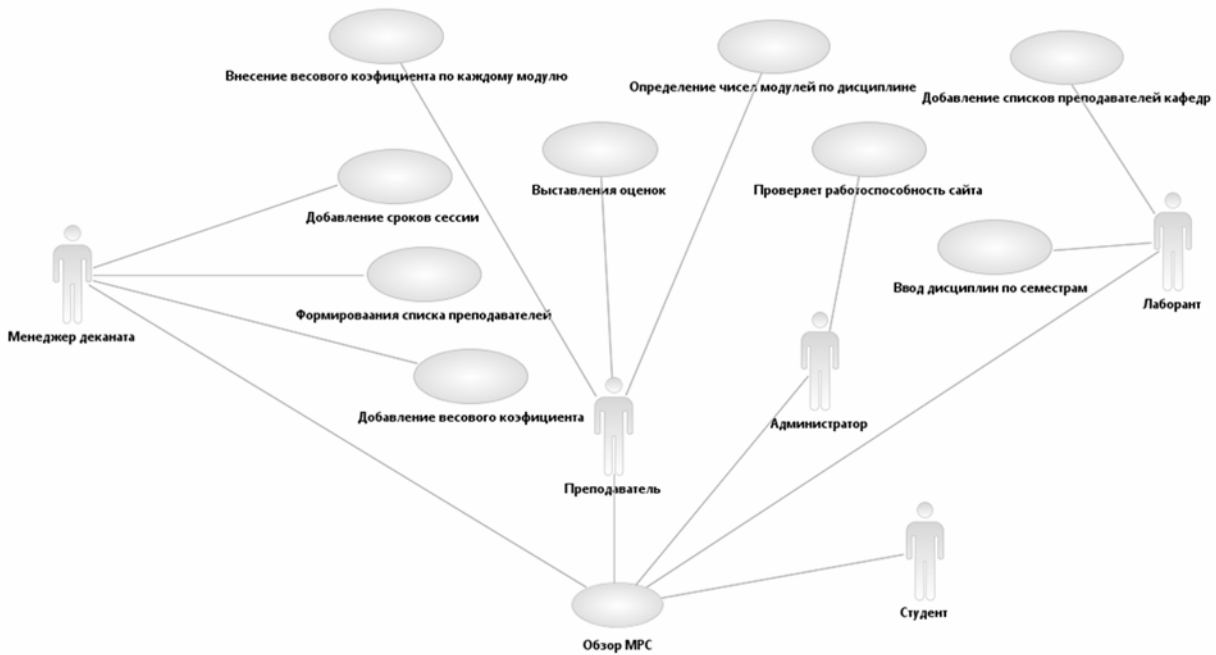 Внесение весового коэфициента по каждому модулю
Определение чисел модулей по дисциплине
Добавление списков преподавателей кафедр
Выставления оценок
Проверяет работоспособность сайта
Добавление сроков сессии
Ввод дисциплин по семестрам
Лаборант
Менеджер деканата
Формироваания списка преподавателей
Добавление весового коэфициента
Администратор
Преподаватель
Студент
Обзор МРС